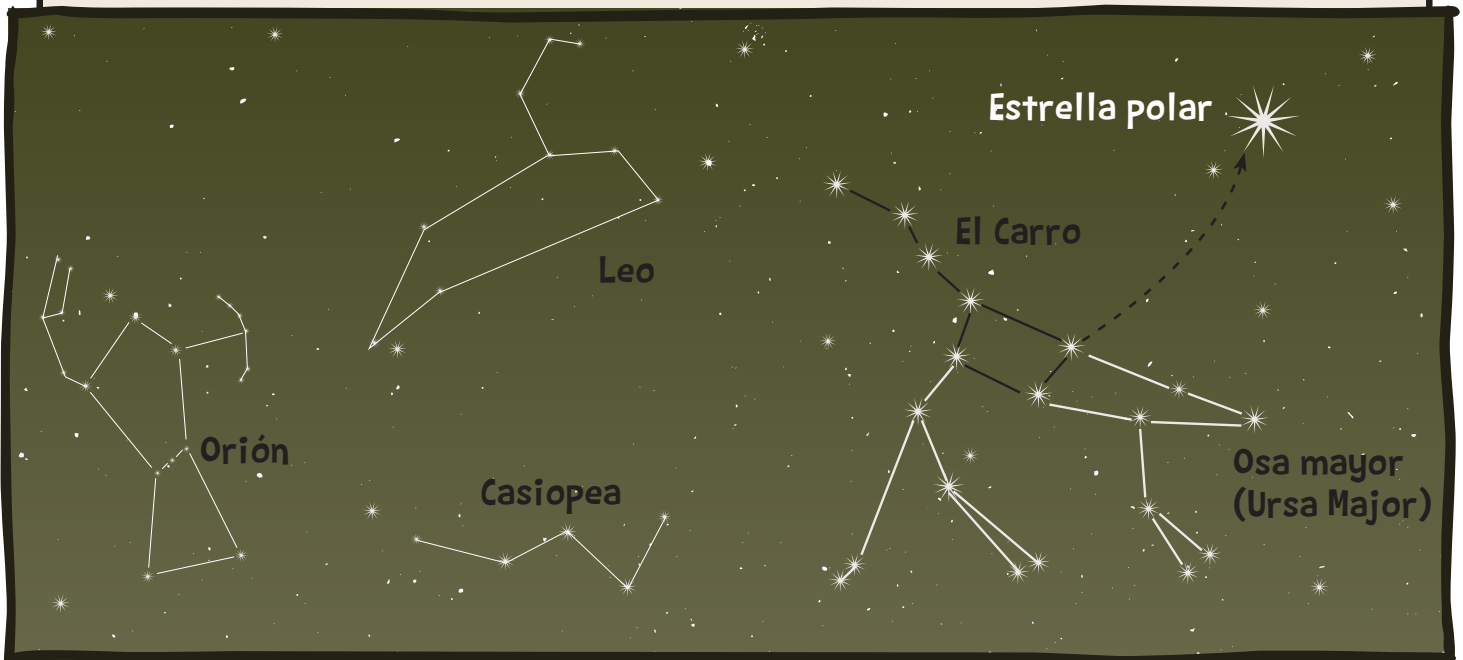 Estrella polar
El Carro
Leo
Orión
Casiopea
Osa mayor
(Ursa Major)